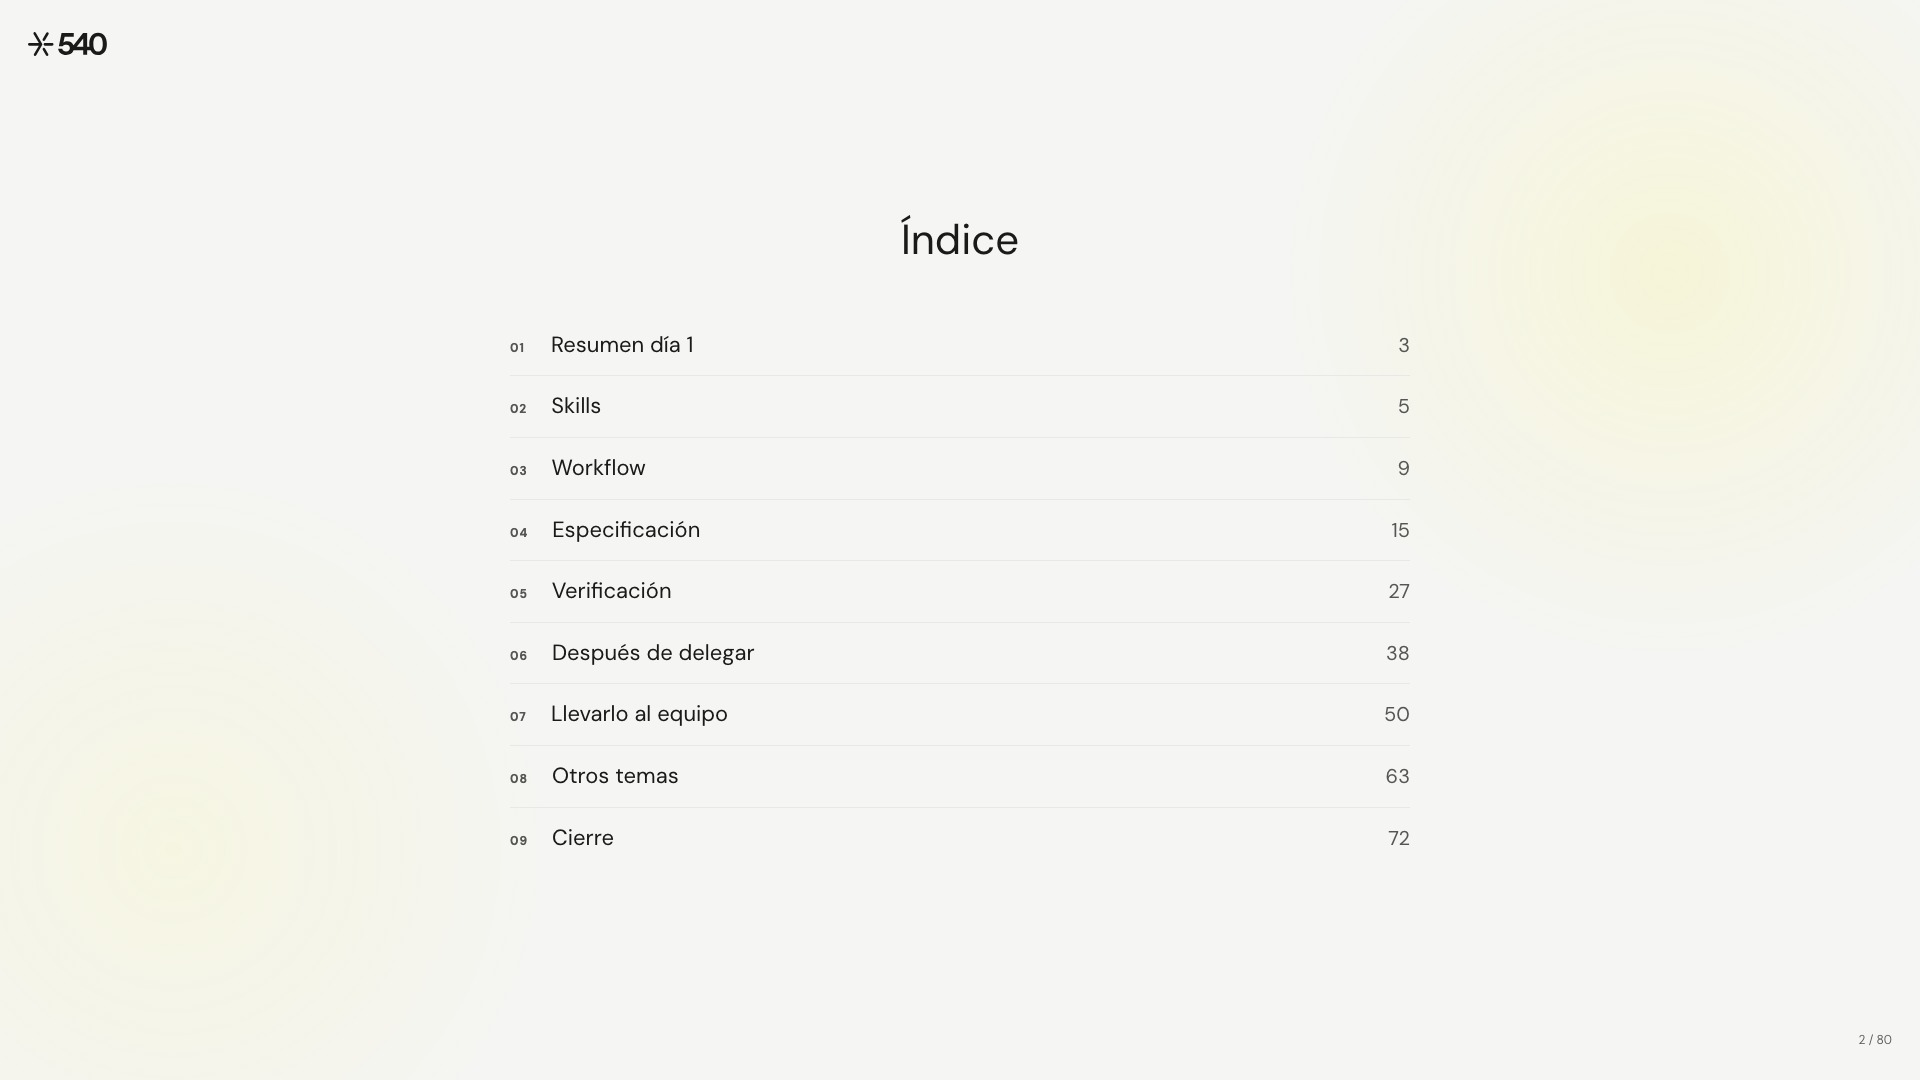 540
Índice
01 Resumen día 1 3
02 Skills 5
03 Workflow 9
04 Especificación 15
05 Verificación 27
06 Después de delegar 38
07 Llevarlo al equipo 50
08 Otros temas 63
09 Cierre 72
2 / 80